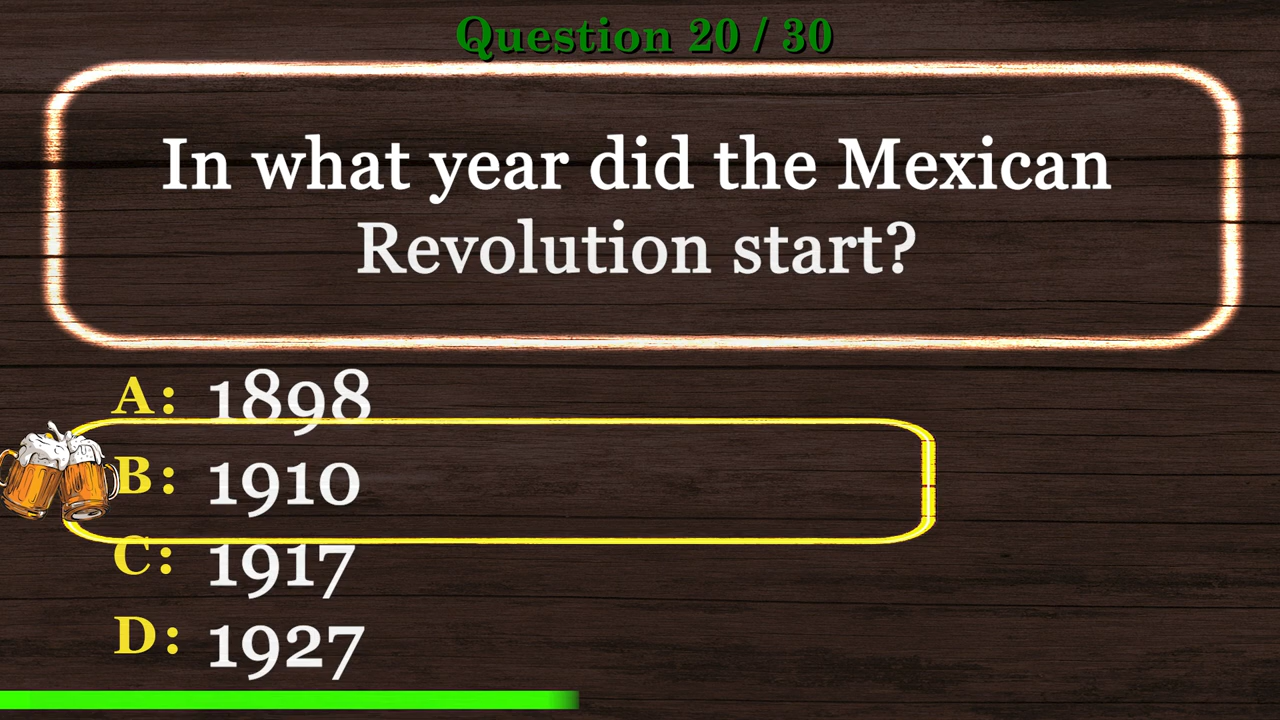 Question 20 / 30
In what year did the Mexican
Revolution start?
A: 1898
B: 1910
C: 1917
D: 1927